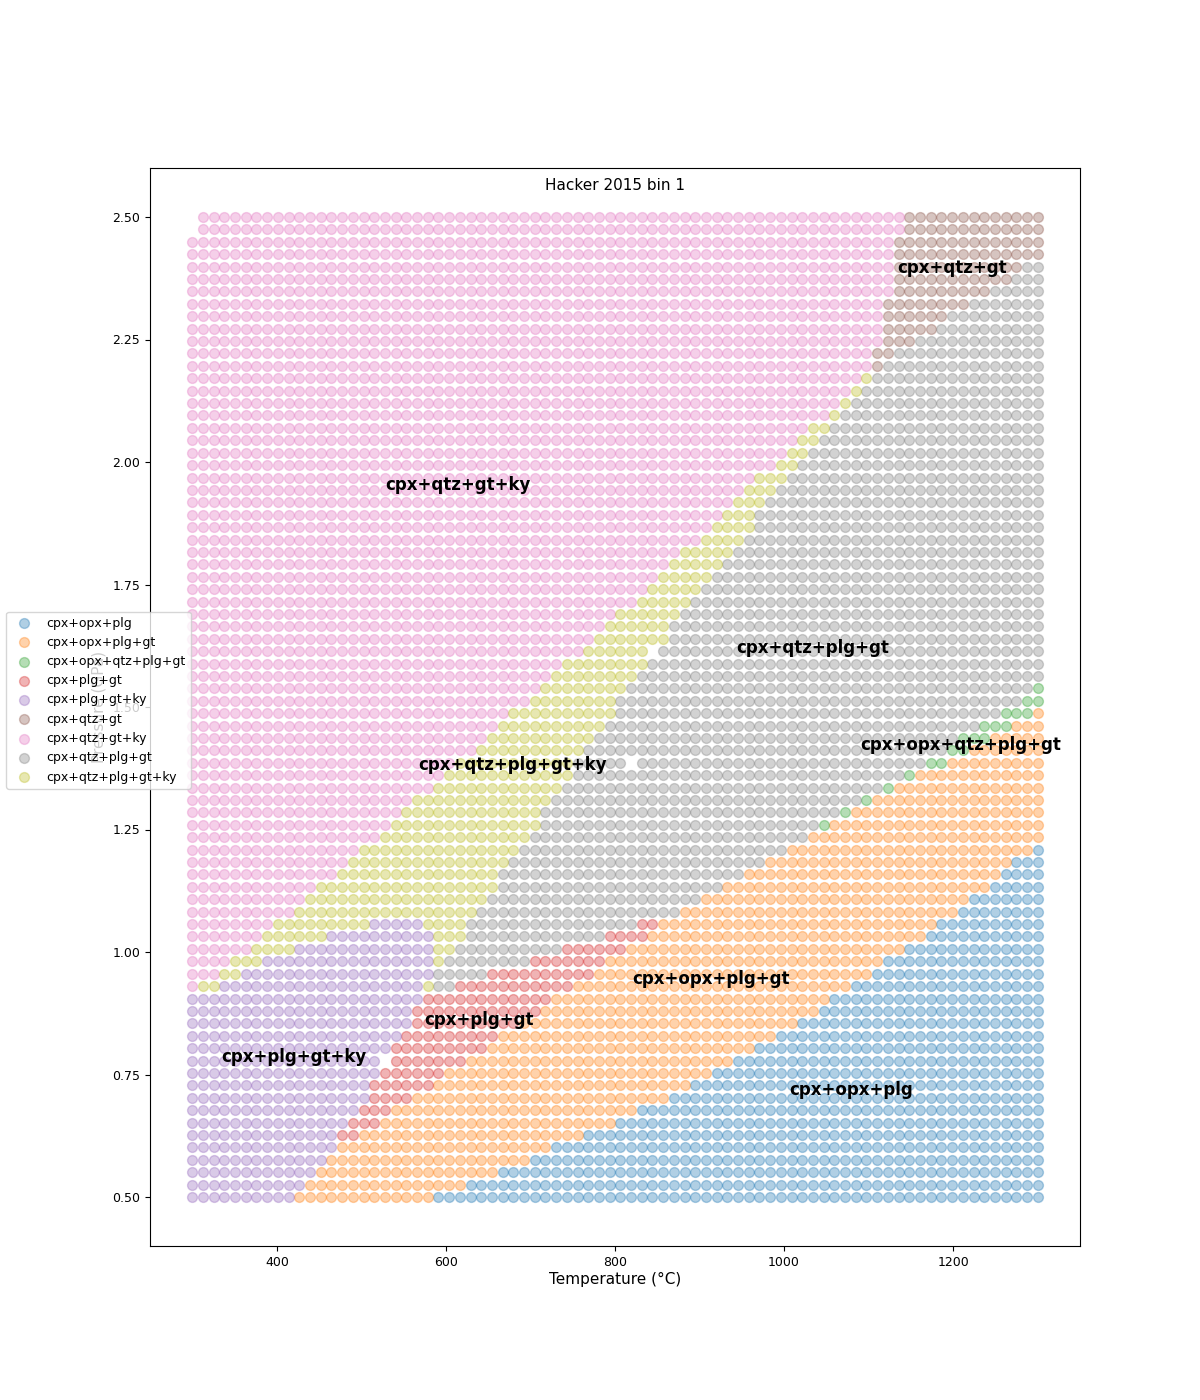 Hacker 2015 bin 1
2.50
cpx+qtz+gt
2.25
2.00
cpx+qtz+gt+ky
1.75
cpx+qtz+plg+gt
cpx+opx+plg
cpx+opx+plg+gt
cpx+opx+qtz+plg+gt
cpx+plg+gt
cpx+plg+gt+ky
cpx+qtz+gt
cpx+qtz+gt+ky
cpx+qtz+plg+gt
cpx+qtz+plg+gt+ky
1.50
cpx+opx+qtz+plg+gt
cpx+qtz+plg+gt+ky
1.25
1.00
cpx+opx+plg+gt
cpx+plg+gt
cpx+plg+gt+ky
0.75
cpx+opx+plg
0.50
400 600 800 1000 1200
Temperature (°C)